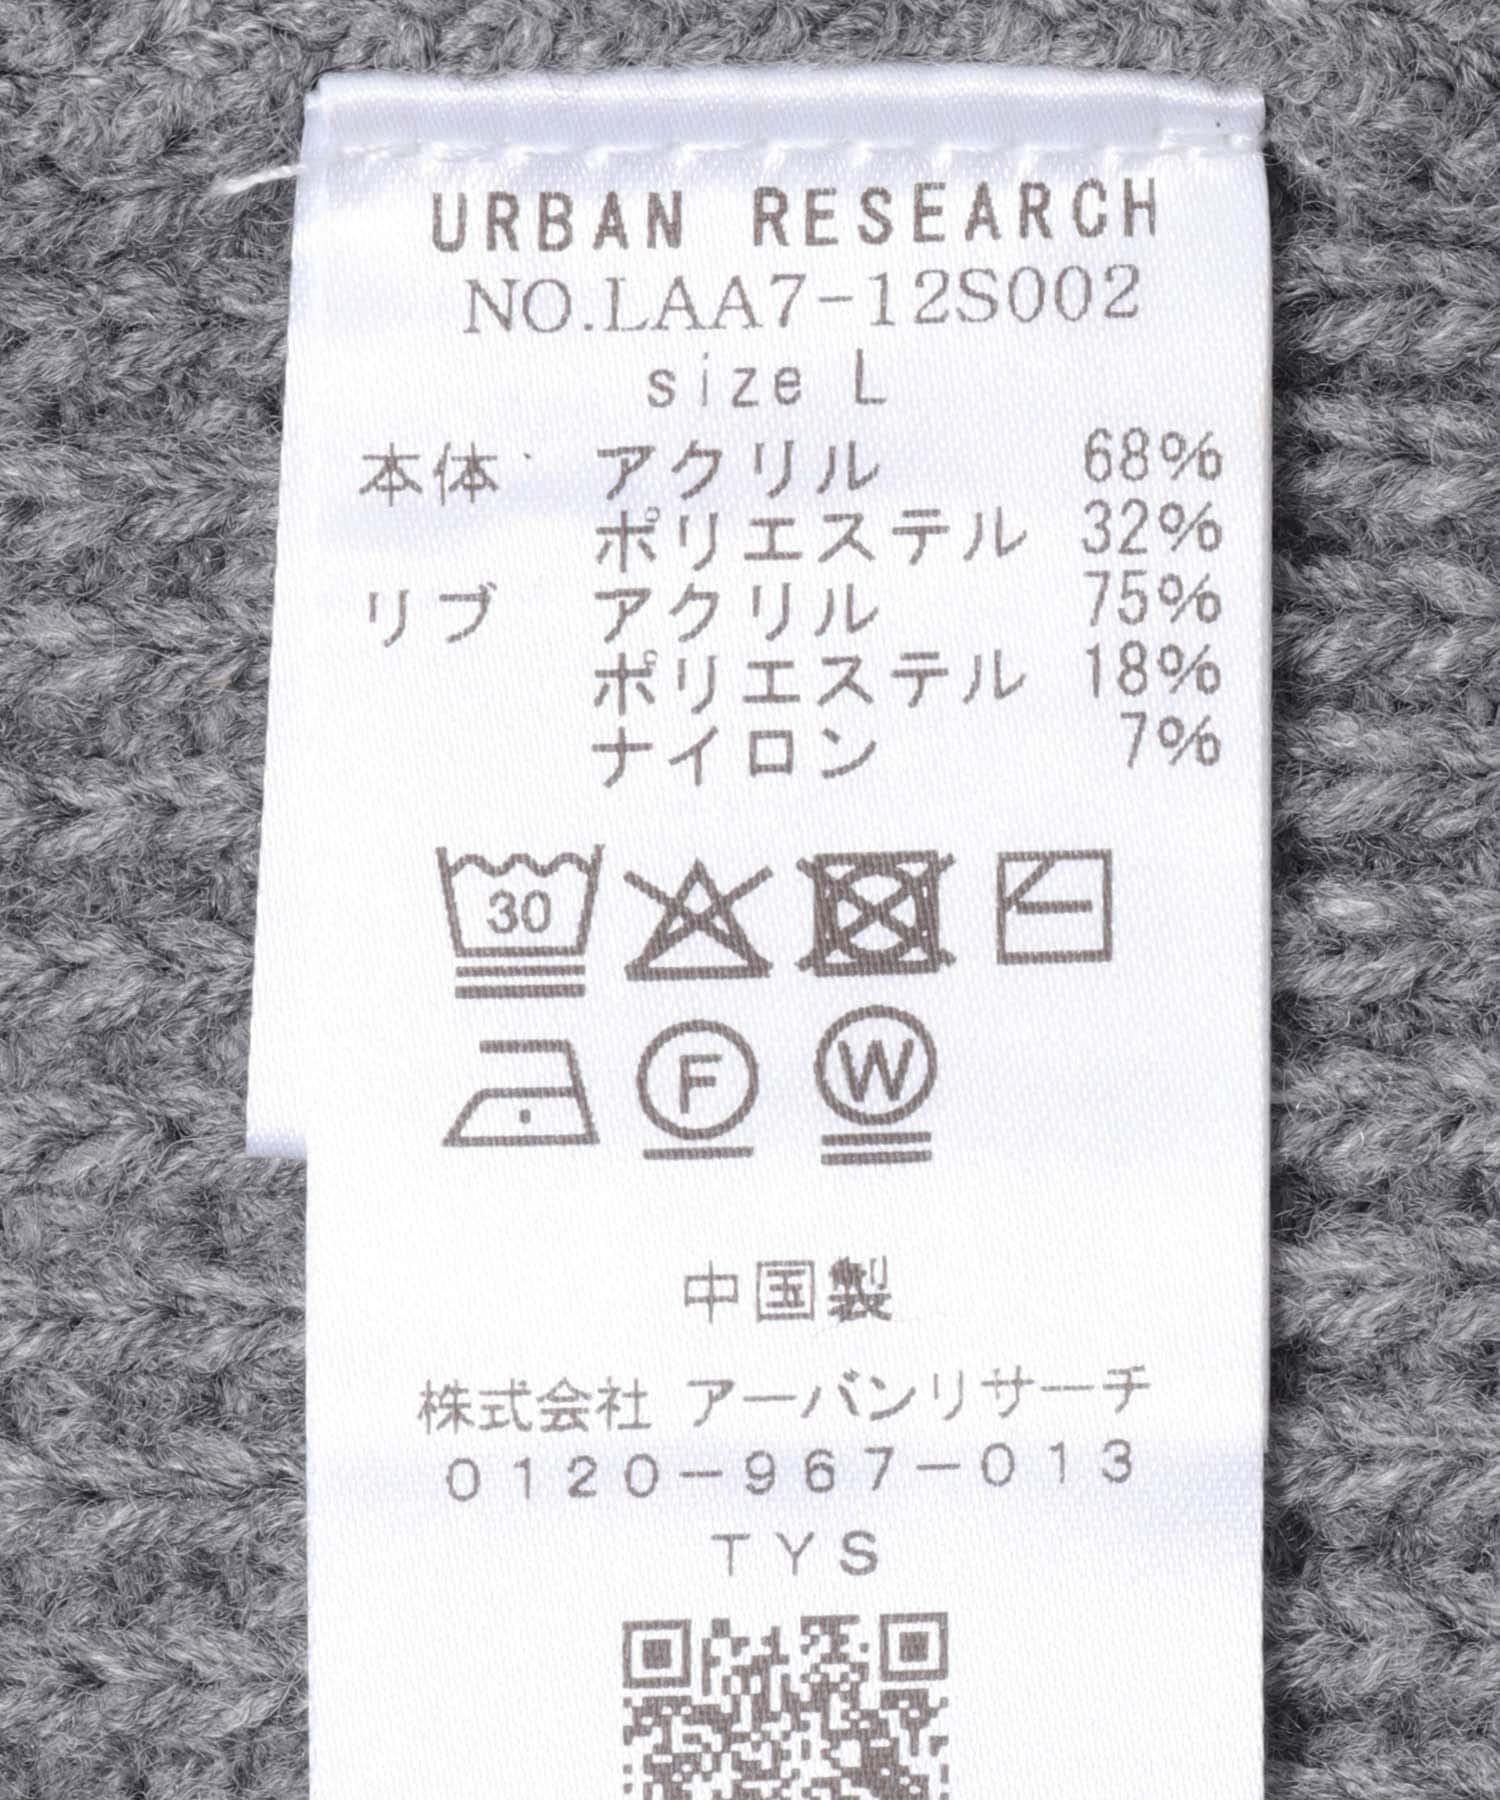 URBAN RESEARCH
NO.LAA7-12S002
size L
本体 アクリル 68%
ポリエステル 32%
リブ アクリル 75%
ポリエステル 18%
ナイロン 7%
30
F W
中国製
株式会社 アーバンリサーチ
0120-967-013
TYS